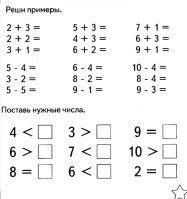 Реши примеры.
2 + 3 = 5 + 3 = 7 + 1 =
2 + 2 = 4 + 3 = 6 + 3 =
3 + 1 = 6 + 2 = 9 + 1 =
5 - 4 = 6 - 4 = 10 - 4 =
3 - 2 = 8 - 2 = 8 - 4 =
5 - 5 = 9 - 1 = 9 - 3 =
Поставь нужные числа.
4 < 3 > 9 =
6 > 7 < 10 >
8 = 6 < 2 =